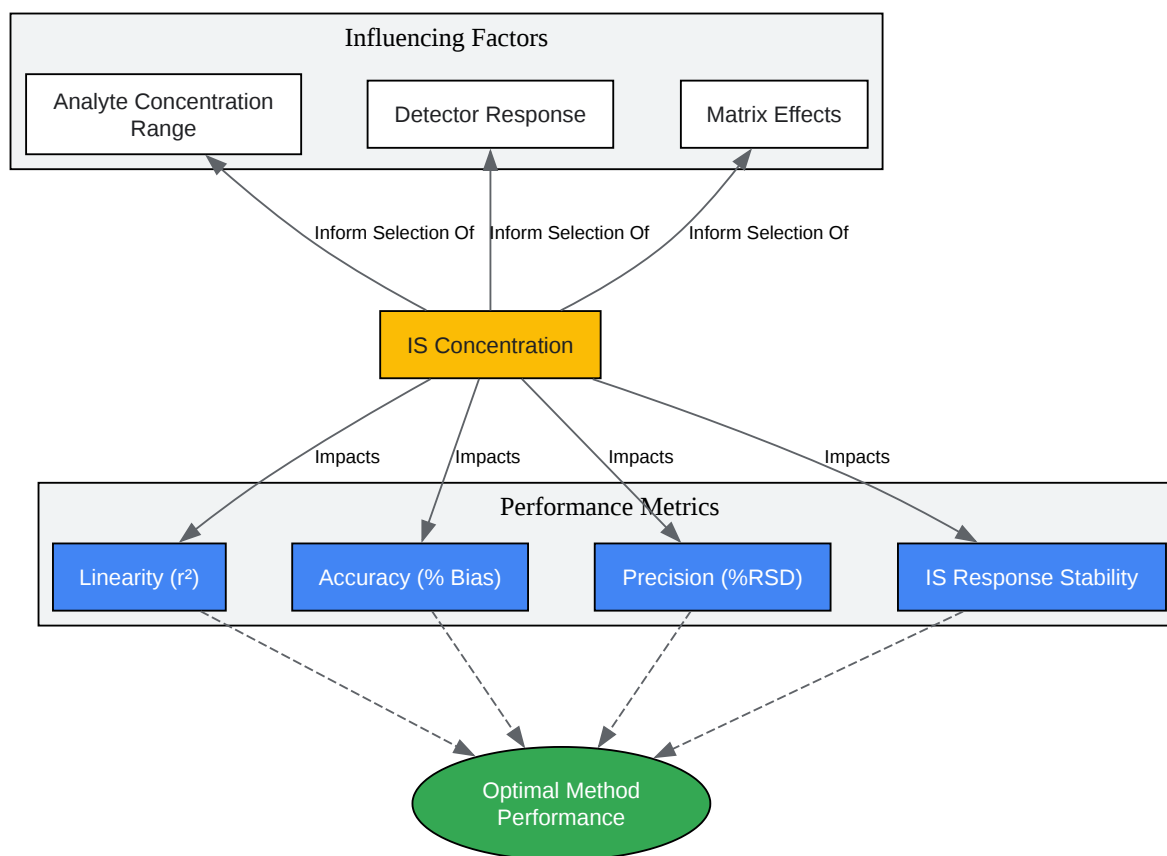 Influencing Factors
Analyte Concentration
Range
Detector Response
Matrix Effects
Inform Selection Of
Inform Selection Of
Inform Selection Of
IS Concentration
Impacts
Impacts
Impacts
Impacts
Performance Metrics
Linearity (r²)
Accuracy (% Bias)
Precision (%RSD)
IS Response Stability
Optimal Method
Performance